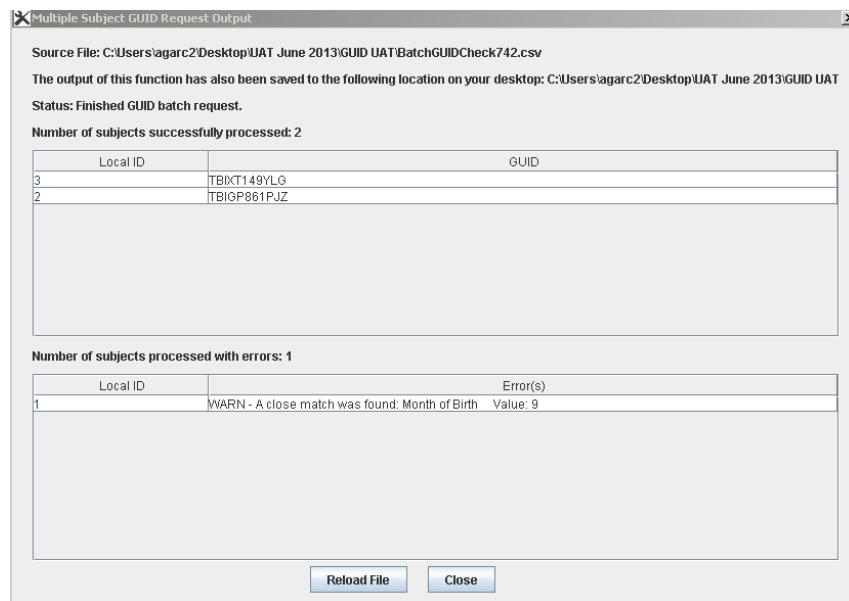 Multiple Subject GUID Request Output
Source File: C:\Users\agarc2\Desktop\UAT June 2013\GUID UAT\BatchGUIDCheck742.csv
The output of this function has also been saved to the following location on your desktop: C:\Users\agarc2\Desktop\UAT June 2013\GUID UAT
Status: Finished GUID batch request.
Number of subjects successfully processed: 2
Local ID GUID
3 TBIXT149YLG
2 TBIGP861PJZ
Number of subjects processed with errors: 1
Local ID Error(s)
1 WARN - A close match was found: Month of Birth Value: 9
Reload File Close